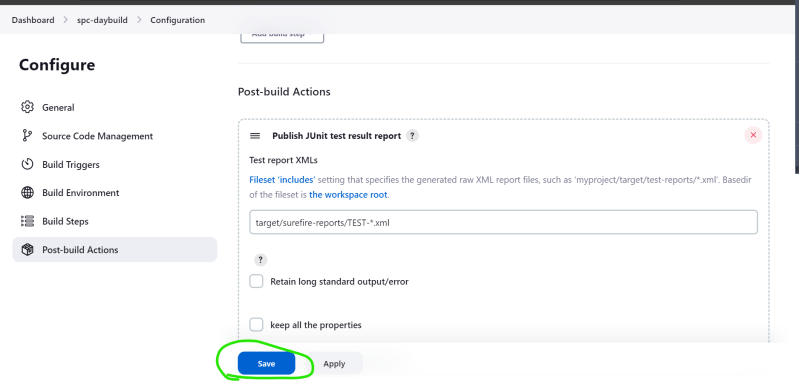 Dashboard > spc-daybuild > Configuration
Add build step
Configure
General
Source Code Management
Build Triggers
Build Environment
Build Steps
Post-build Actions
Post-build Actions
Publish JUnit test result report ?
Test report XMLs
Fileset 'includes' setting that specifies the generated raw XML report files, such as 'myproject/target/test-reports/*.xml'. Basedir
of the fileset is the workspace root.
target/surefire-reports/TEST-*.xml
?
Retain long standard output/error
keep all the properties
Save
Apply